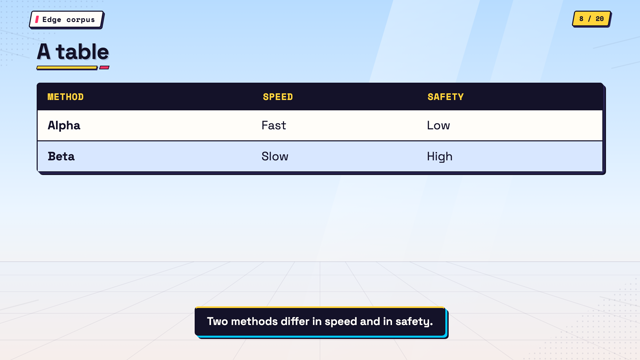 Edge corpus
8 / 20
A table
METHOD SPEED SAFETY
Alpha Fast Low
Beta Slow High
Two methods differ in speed and in safety.